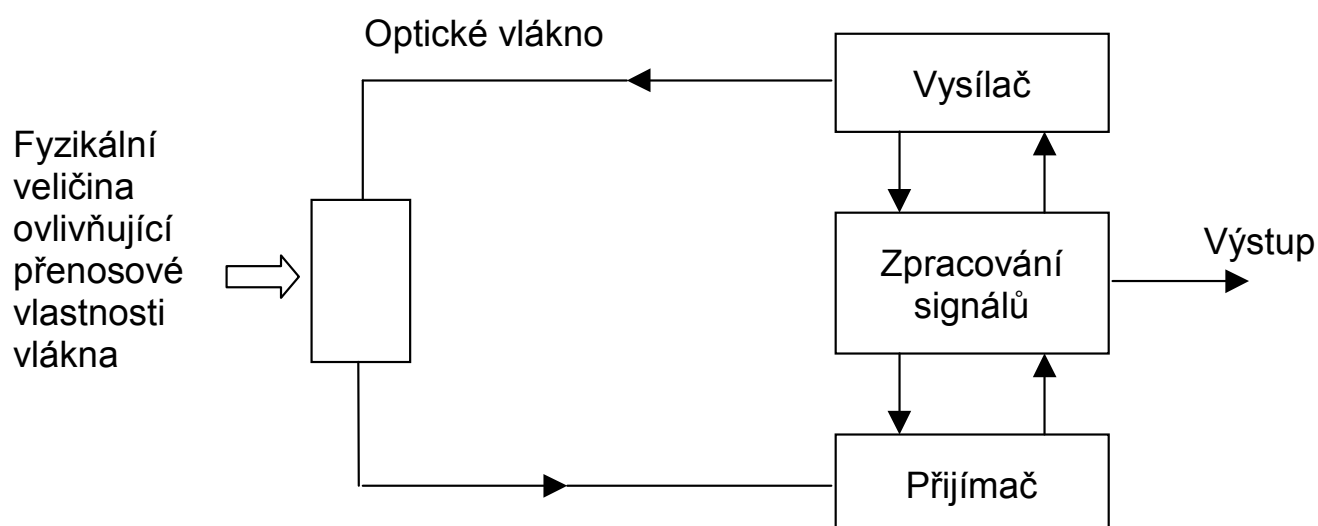 Optické vlákno
Vysílač
Fyzikální
veličina
ovlivňující
přenosové
vlastnosti
vlákna
Zpracování
signálů
Výstup
Přijímač